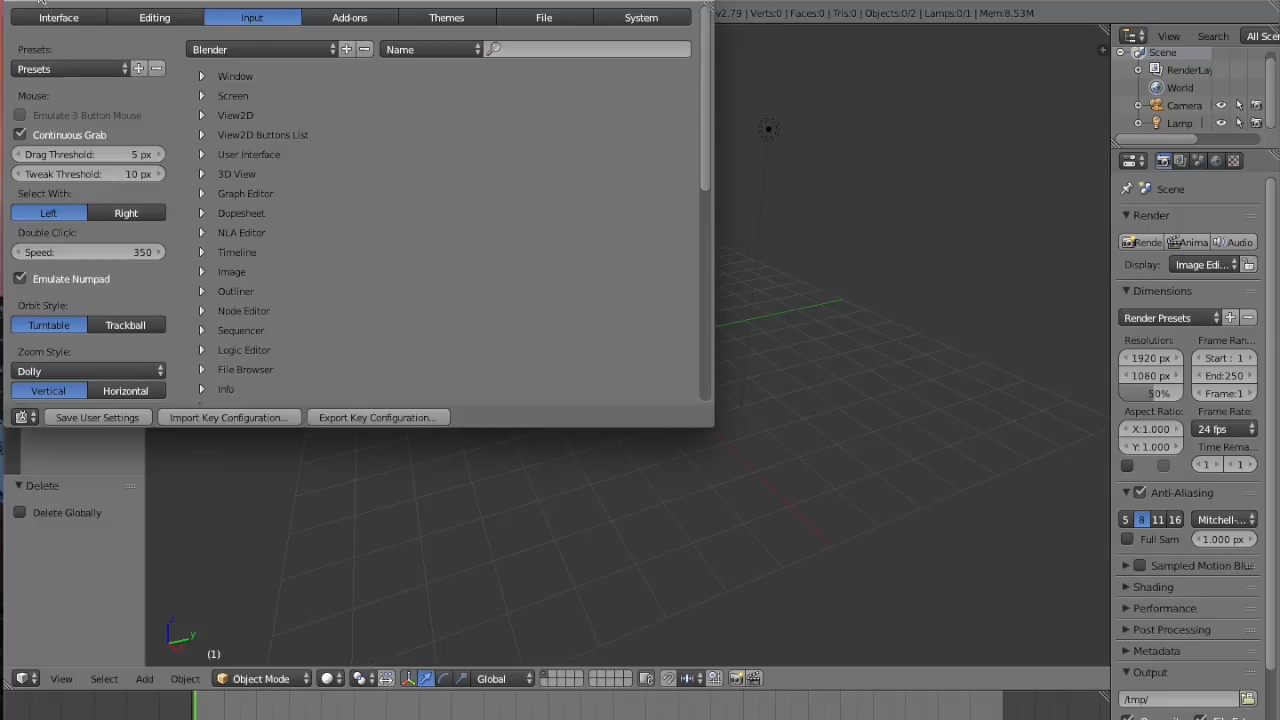 Interface Editing Input Add-ons Themes File System
v2.79 | Verts:0 | Faces:0 | Tris:0 | Objects:0/2 | Lamps:0/1 | Mem:8.53M
View Search All Scen
Presets:
Blender Name
Presets
Mouse:
Emulate 3 Button Mouse
Continuous Grab
Drag Threshold: 5 px
Tweak Threshold: 10 px
Select With:
Left Right
Double Click:
Speed: 350
Emulate Numpad
Orbit Style:
Turntable Trackball
Zoom Style:
Dolly
Vertical Horizontal
Window
Screen
View2D
View2D Buttons List
User Interface
3D View
Graph Editor
Dopesheet
NLA Editor
Timeline
Image
Outliner
Node Editor
Sequencer
Logic Editor
File Browser
Info
Save User Settings Import Key Configuration... Export Key Configuration...
Delete
Delete Globally
z
y
(1)
View Select Add Object Object Mode Global
Scene
RenderLay
World
Camera
Lamp
Scene
Render
Rende Anima Audio
Display: Image Edi...
Dimensions
Render Presets
Resolution: Frame Ran...
1920 px Start : 1
1080 px End:250
50% Frame:1
Aspect Ratio: Frame Rate:
X:1.000 24 fps
Y: 1.000 Time Rema...
1 1
Anti-Aliasing
5 8 11 16 Mitchell-...
Full Sam 1.000 px
Sampled Motion Blu...
Shading
Performance
Post Processing
Metadata
Output
/tmp/